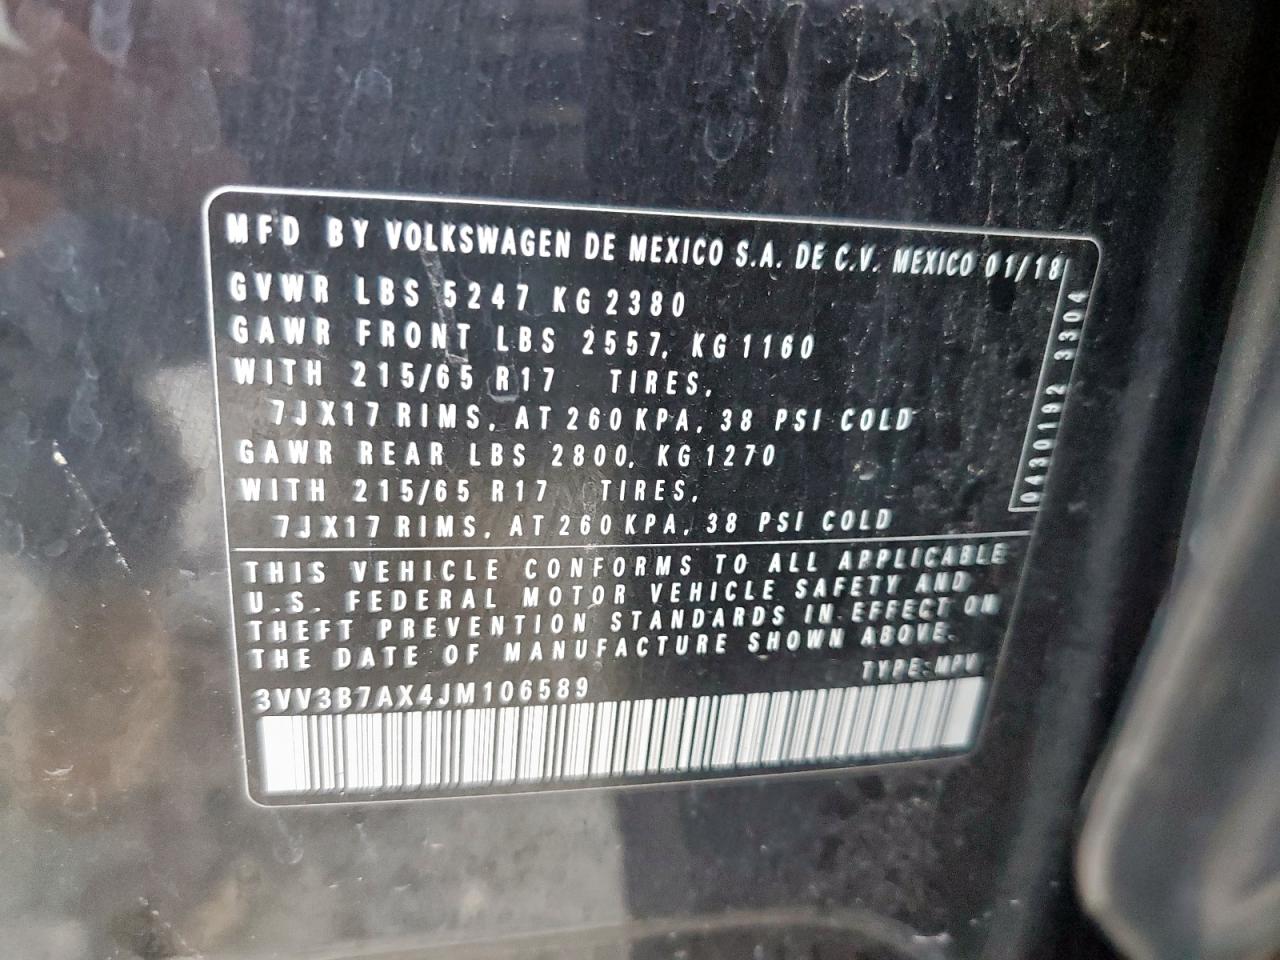 MFD BY VOLKSWAGEN DE MEXICO S.A. DE C.V. MEXICO 01/18
GVWR LBS 5247 KG 2380
GAWR FRONT LBS 2557, KG 1160
WITH 215/65 R17 TIRES,
7JX17 RIMS, AT 260 KPA, 38 PSI COLD
GAWR REAR LBS 2800, KG 1270
WITH 215/65 R17 TIRES,
7JX17 RIMS, AT 260 KPA, 38 PSI COLD
0430192 3304
THIS VEHICLE CONFORMS TO ALL APPLICABLE
U.S. FEDERAL MOTOR VEHICLE SAFETY AND
THEFT PREVENTION STANDARDS IN EFFECT ON
THE DATE OF MANUFACTURE SHOWN ABOVE.
TYPE: MPV
3VV3B7AX4JM106589